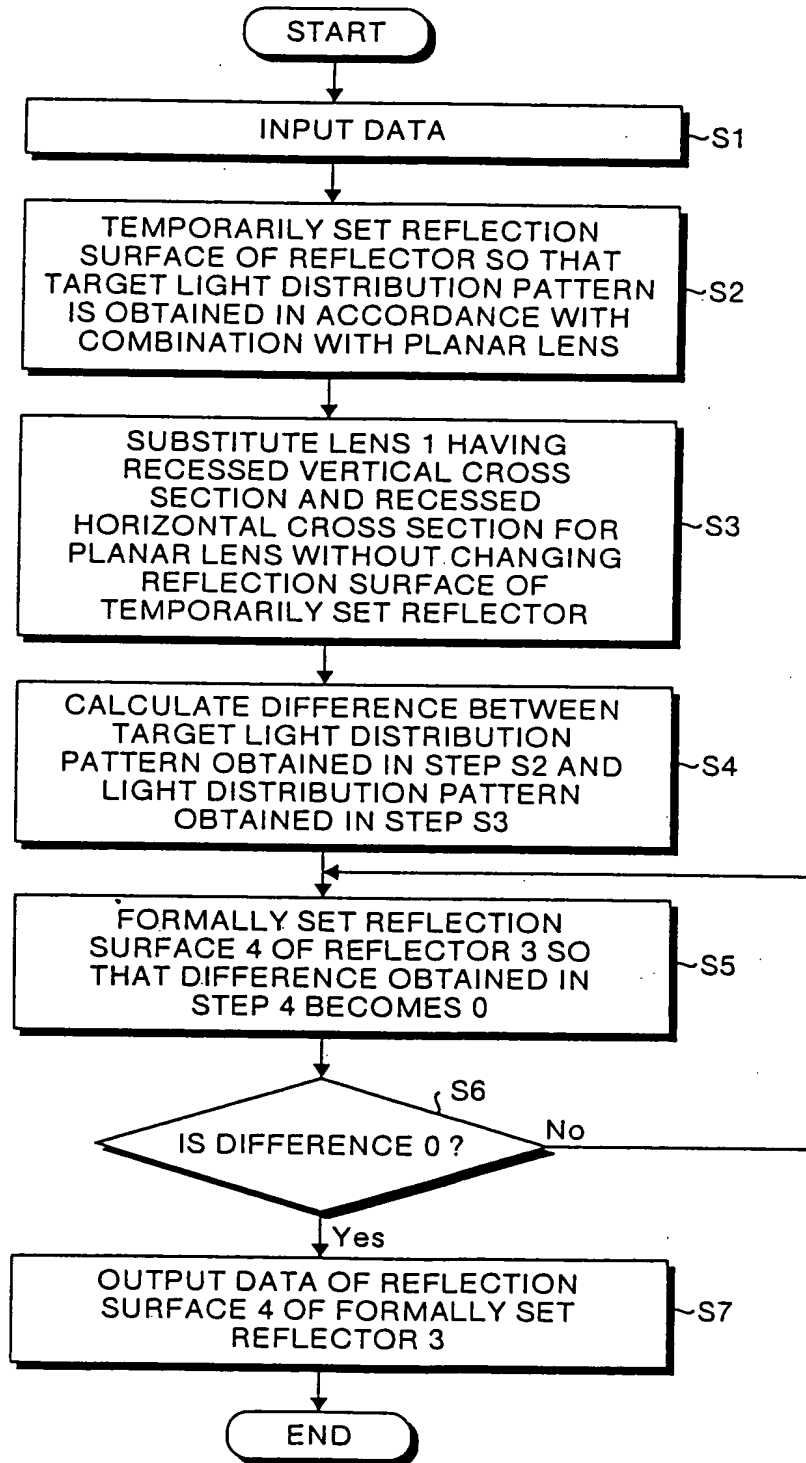 START
INPUT DATA
S1
TEMPORARILY SET REFLECTION
SURFACE OF REFLECTOR SO THAT
TARGET LIGHT DISTRIBUTION PATTERN
IS OBTAINED IN ACCORDANCE WITH
COMBINATION WITH PLANAR LENS
S2
SUBSTITUTE LENS 1 HAVING
RECESSED VERTICAL CROSS
SECTION AND RECESSED
HORIZONTAL CROSS SECTION FOR
PLANAR LENS WITHOUT CHANGING
REFLECTION SURFACE OF
TEMPORARILY SET REFLECTOR
S3
CALCULATE DIFFERENCE BETWEEN
TARGET LIGHT DISTRIBUTION
PATTERN OBTAINED IN STEP S2 AND
LIGHT DISTRIBUTION PATTERN
OBTAINED IN STEP S3
S4
FORMALLY SET REFLECTION
SURFACE 4 OF REFLECTOR 3 SO
THAT DIFFERENCE OBTAINED IN
STEP 4 BECOMES 0
S5
S6
IS DIFFERENCE 0 ?
No
Yes
OUTPUT DATA OF REFLECTION
SURFACE 4 OF FORMALLY SET
REFLECTOR 3
S7
END